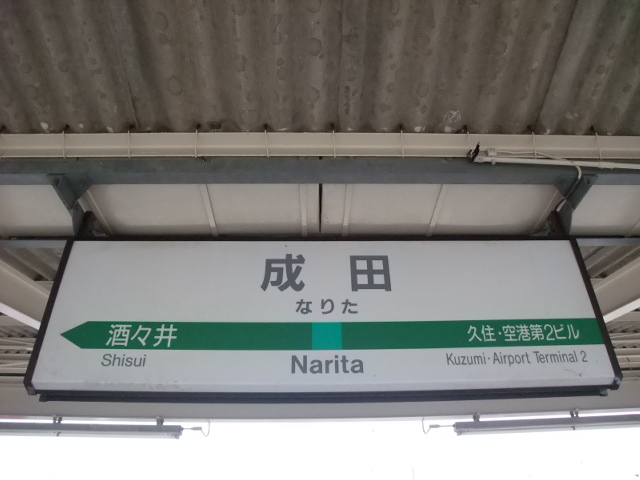 成田
なりた
酒々井
久住・空港第2ビル
Shisui
Narita
Kuzumi・Airport Terminal 2